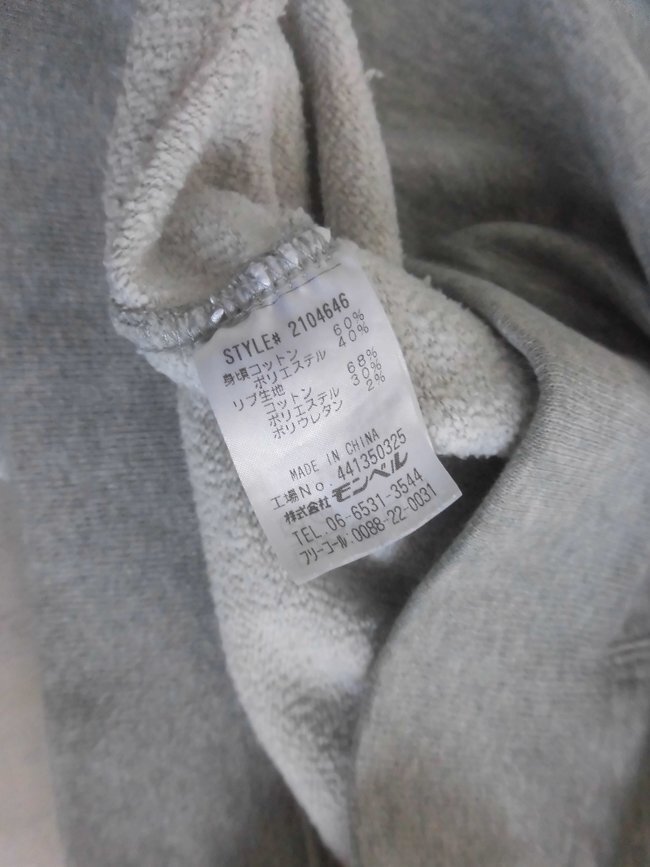 STYLE# 2104646
身頃コットン 60%
ポリエステル 40%
リブ生地
コットン 68%
ポリエステル 30%
ポリウレタン 2%
MADE IN CHINA
工場No. 441350325
株式会社モンベル
TEL.06-6531-3544
フリーコール:0088-22-0031